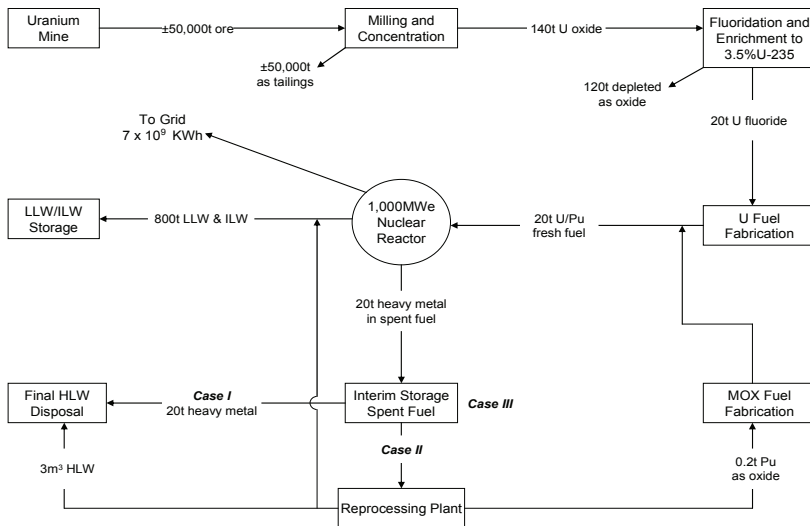 Uranium
Mine
±50,000t ore
Milling and
Concentration
140t U oxide
Fluoridation and
Enrichment to
3.5%U-235
±50,000t
as tailings
120t depleted
as oxide
20t U fluoride
To Grid
7 x 10⁹ KWh
LLW/ILW
Storage
800t LLW & ILW
1,000MWe
Nuclear
Reactor
20t U/Pu
fresh fuel
U Fuel
Fabrication
20t heavy metal
in spent fuel
Final HLW
Disposal
Case I
20t heavy metal
Interim Storage
Spent Fuel
Case III
MOX Fuel
Fabrication
Case II
3m³ HLW
0.2t Pu
as oxide
Reprocessing Plant